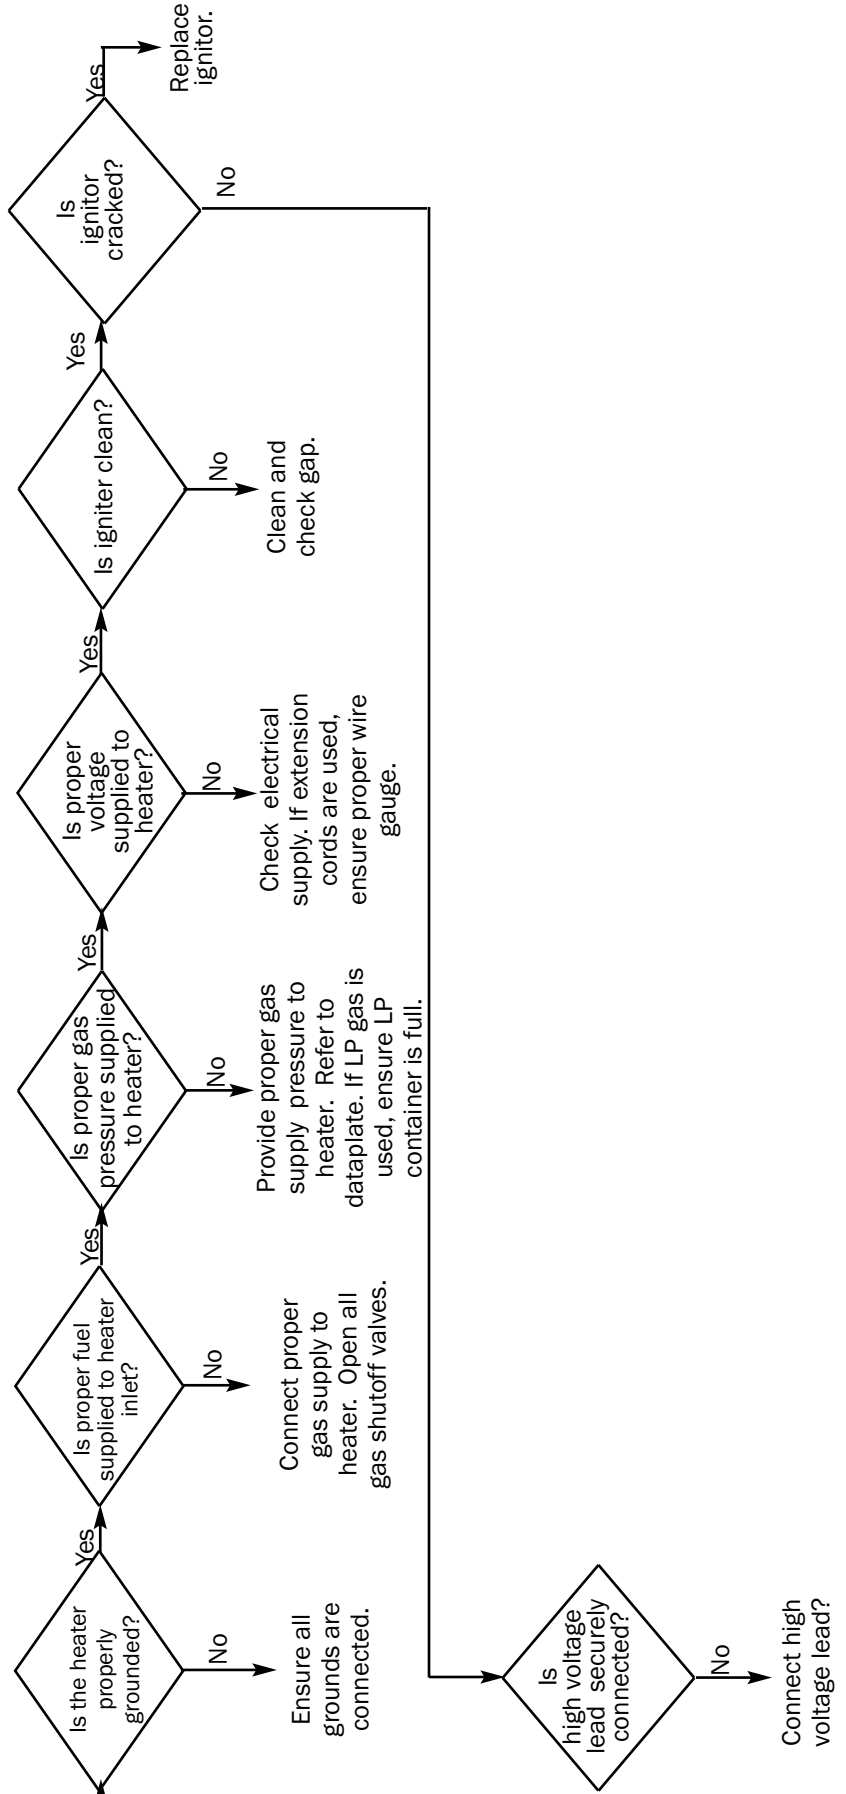 Is the heater
properly
grounded?
Yes
No
Ensure all
grounds are
connected.
Is proper fuel
supplied to heater
inlet?
Yes
No
Connect proper
gas supply to
heater. Open all
gas shutoff valves.
Is proper gas
pressure supplied
to heater?
Yes
No
Provide proper gas
supply pressure to
heater. Refer to
dataplate. If LP gas is
used, ensure LP
container is full.
Is proper
voltage
supplied to
heater?
Yes
No
Check electrical
supply. If extension
cords are used,
ensure proper wire
gauge.
Is igniter clean?
Yes
No
Clean and
check gap.
Is
ignitor
cracked?
Yes
Replace
ignitor.
No
Is
high voltage
lead securely
connected?
No
Connect high
voltage lead?